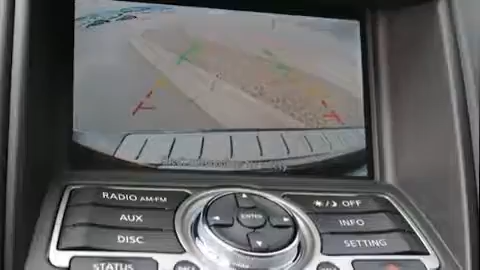 RADIO AM•FM
AUX
DISC
STATUS
ENTER
OFF
INFO
SETTING